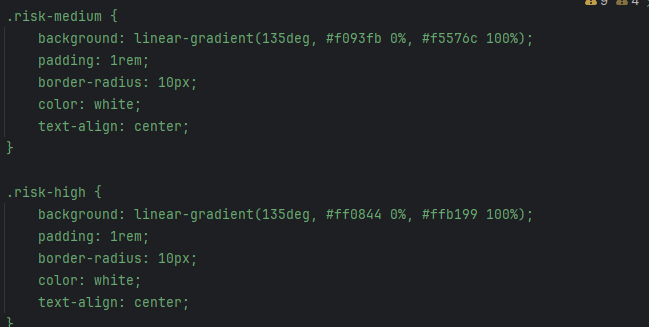 9 4
.risk-medium {
background: linear-gradient(135deg, #f093fb 0%, #f5576c 100%);
padding: 1rem;
border-radius: 10px;
color: white;
text-align: center;
}
.risk-high {
background: linear-gradient(135deg, #ff0844 0%, #ffb199 100%);
padding: 1rem;
border-radius: 10px;
color: white;
text-align: center;
}